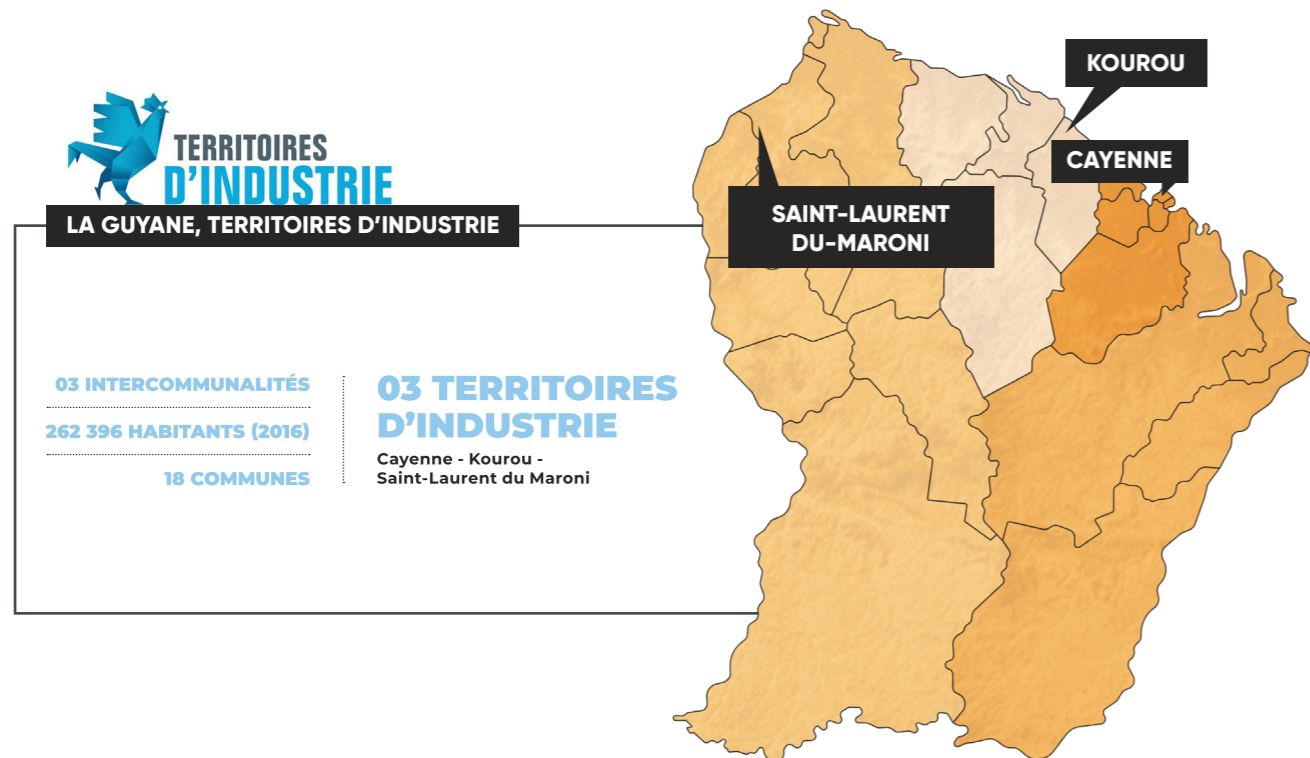 TERRITOIRES
D'INDUSTRIE
LA GUYANE, TERRITOIRES D'INDUSTRIE
03 INTERCOMMUNALITÉS
262 396 HABITANTS (2016)
18 COMMUNES
03 TERRITOIRES
D'INDUSTRIE
Cayenne - Kourou -
Saint-Laurent du Maroni
KOUROU
CAYENNE
SAINT-LAURENT
DU-MARONI